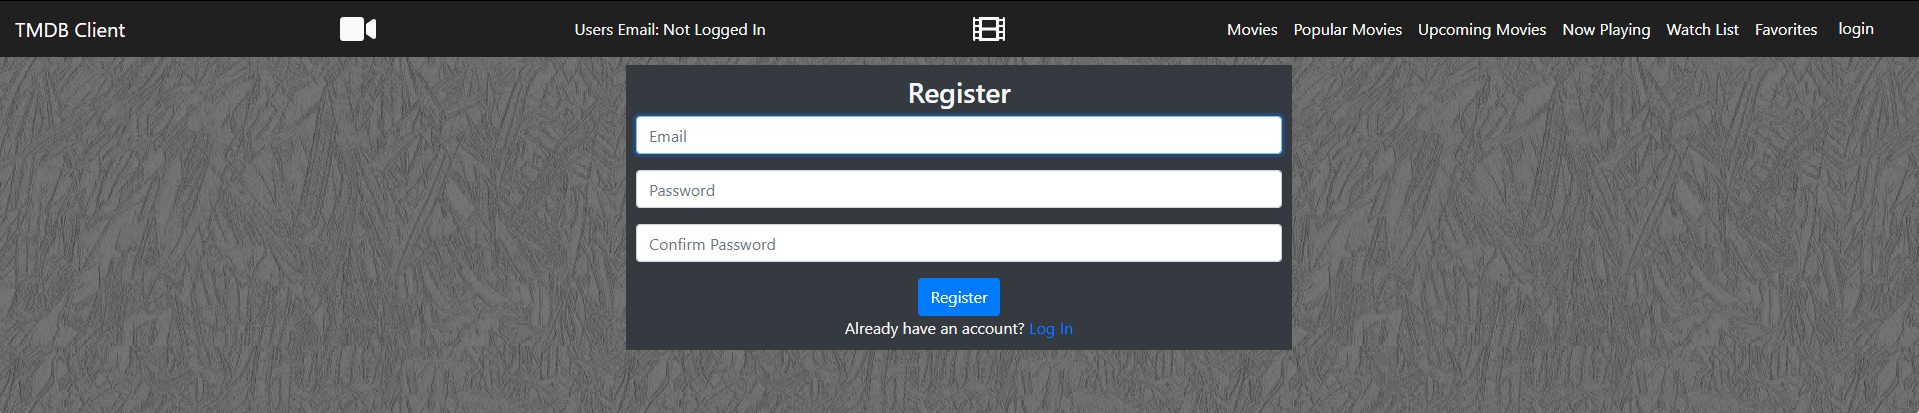 TMDB Client Users Email: Not Logged In Movies Popular Movies Upcoming Movies Now Playing Watch List Favorites login
Register
Email
Password
Confirm Password
Register
Already have an account? Log In